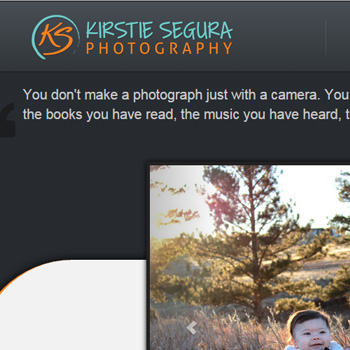 KS KIRSTIE SEGURA
PHOTOGRAPHY
You don't make a photograph just with a camera. You
the books you have read, the music you have heard, t